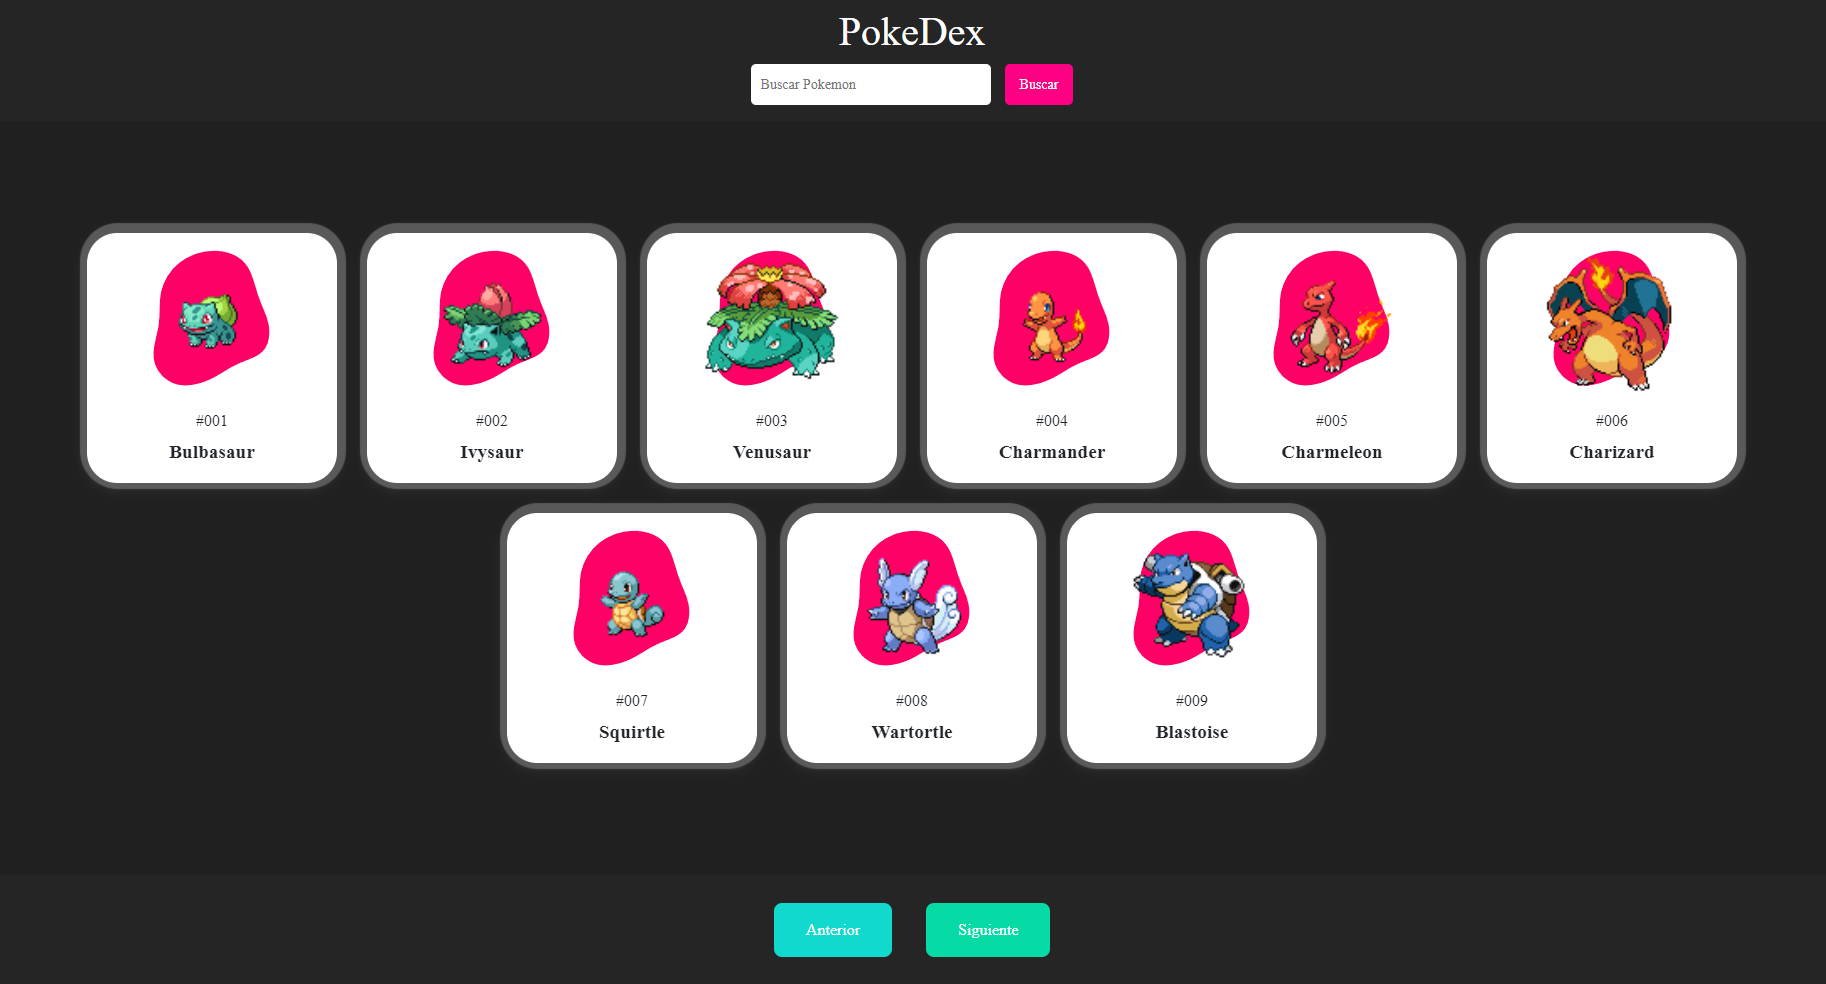 PokeDex
Buscar Pokemon
Buscar
#001
Bulbasaur
#002
Ivysaur
#003
Venusaur
#004
Charmander
#005
Charmeleon
#006
Charizard
#007
Squirtle
#008
Wartortle
#009
Blastoise
Anterior
Siguiente